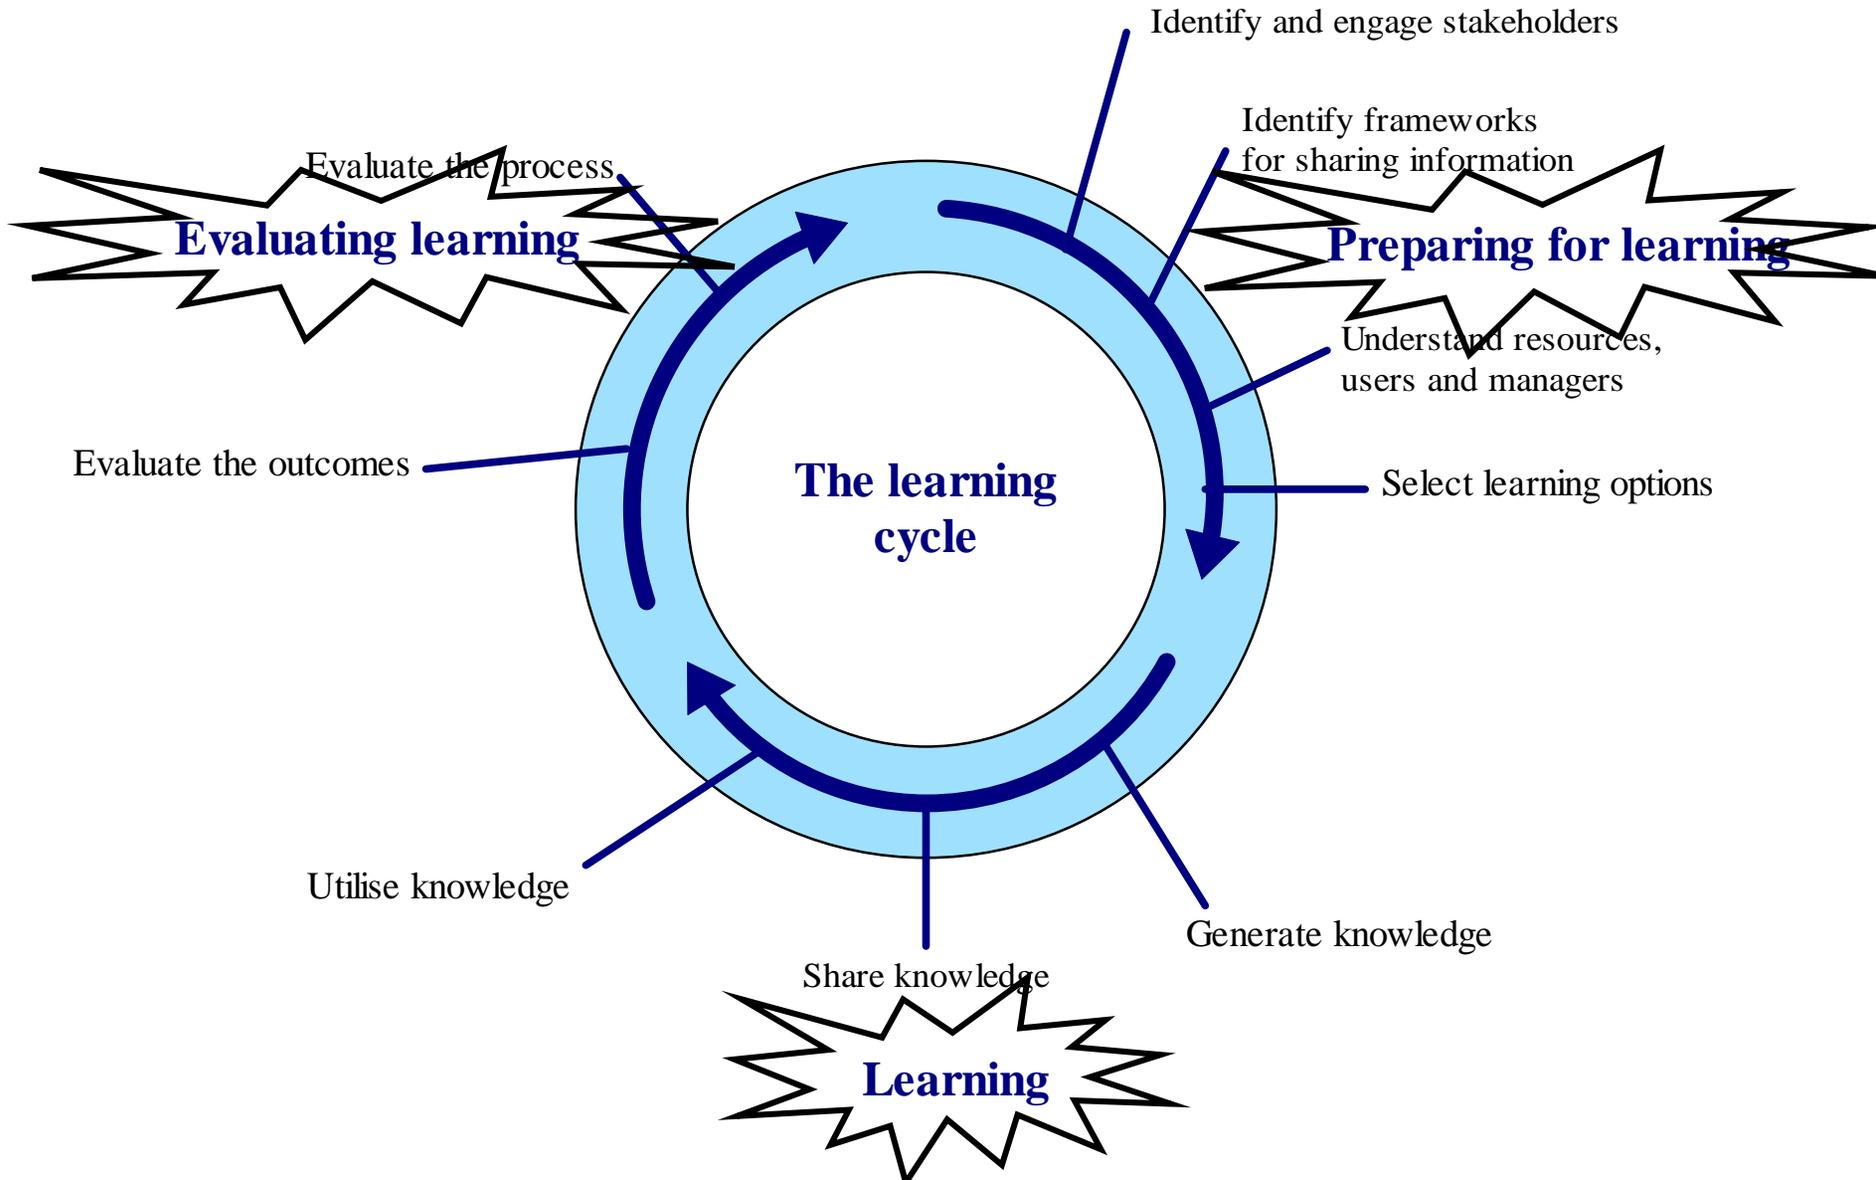 Identify and engage stakeholders
Identify frameworks
for sharing information
Evaluate the process
Evaluating learning
Preparing for learning
Understand resources,
users and managers
Evaluate the outcomes
The learning
cycle
Select learning options
Utilise knowledge
Generate knowledge
Share knowledge
Learning